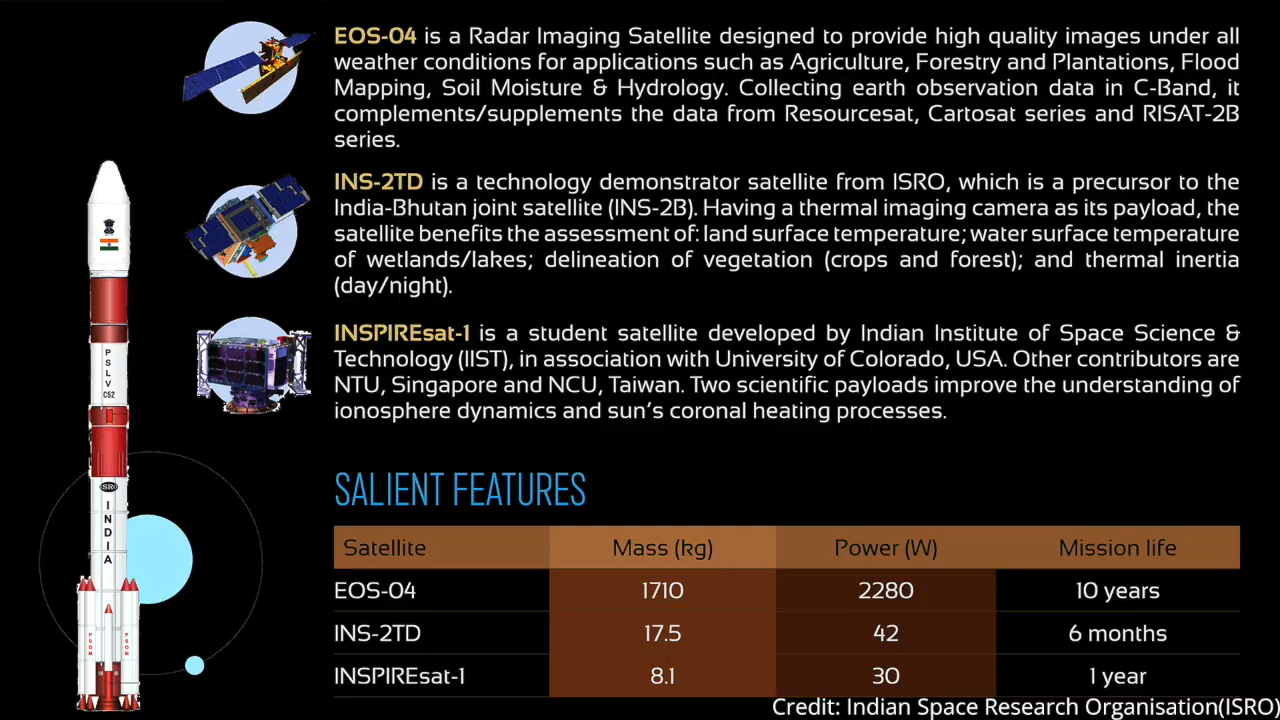 EOS-04 is a Radar Imaging Satellite designed to provide high quality images under all
weather conditions for applications such as Agriculture, Forestry and Plantations, Flood
Mapping, Soil Moisture & Hydrology. Collecting earth observation data in C-Band, it
complements/supplements the data from Resourcesat, Cartosat series and RISAT-2B
series.
INS-2TD is a technology demonstrator satellite from ISRO, which is a precursor to the
India-Bhutan joint satellite (INS-2B). Having a thermal imaging camera as its payload, the
satellite benefits the assessment of: land surface temperature; water surface temperature
of wetlands/lakes; delineation of vegetation (crops and forest); and thermal inertia
(day/night).
INSPIREsat-1 is a student satellite developed by Indian Institute of Space Science &
Technology (IIST), in association with University of Colorado, USA. Other contributors are
NTU, Singapore and NCU, Taiwan. Two scientific payloads improve the understanding of
ionosphere dynamics and sun's coronal heating processes.
PSLV
C52
ISRO
INDIA
PSOM
PSOM
SALIENT FEATURES
Satellite Mass (kg) Power (W) Mission life
EOS-04 1710 2280 10 years
INS-2TD 17.5 42 6 months
INSPIREsat-1 8.1 30 1 year
Credit: Indian Space Research Organisation(ISRO)